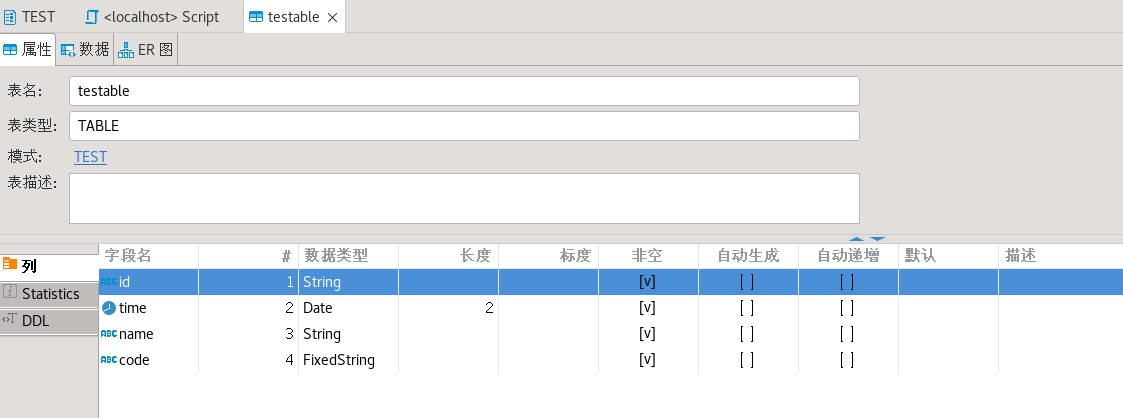 TEST <localhost> Script testable
属性 数据 ER 图
表名: testable
表类型: TABLE
模式: TEST
表描述:
字段名 # 数据类型 长度 标度 非空 自动生成 自动递增 默认 描述
列
Statistics
DDL
ABC id 1 String [v] [ ] [ ]
time 2 Date 2 [v] [ ] [ ]
ABC name 3 String [v] [ ] [ ]
ABC code 4 FixedString [v] [ ] [ ]